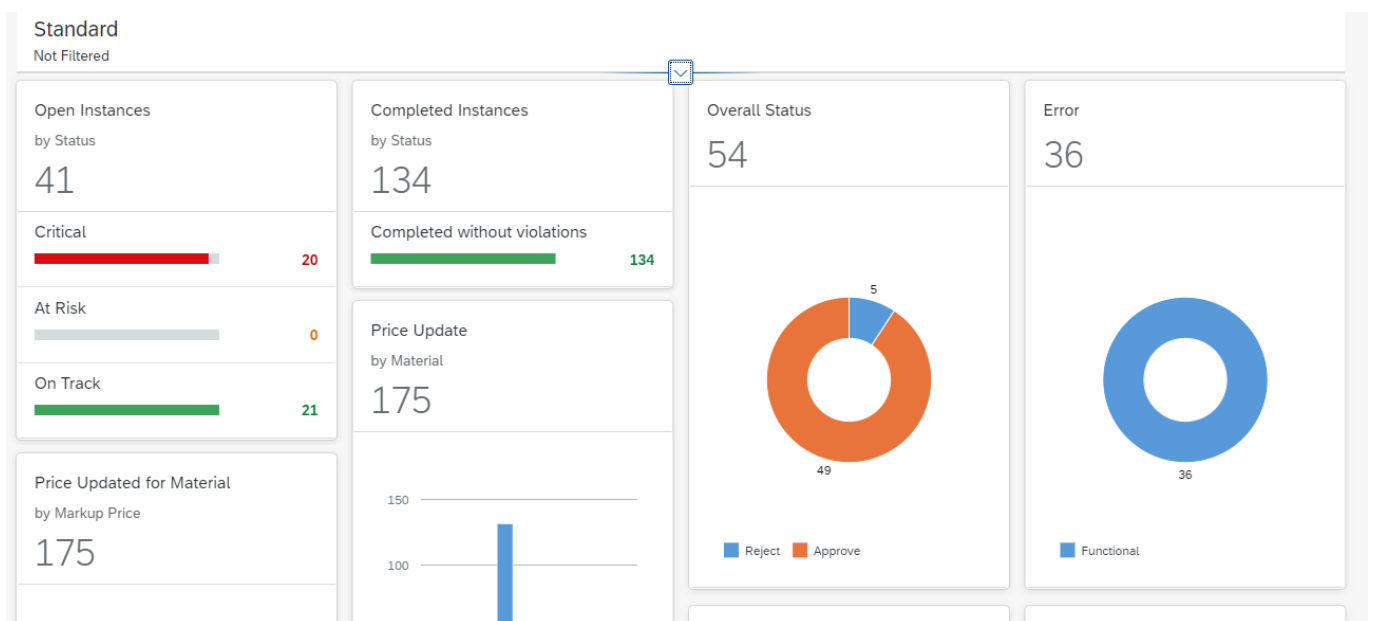 Standard
Not Filtered
Open Instances
by Status
41
Critical
20
At Risk
0
On Track
21
Price Updated for Material
by Markup Price
175
Completed Instances
by Status
134
Completed without violations
134
Price Update
by Material
175
150
100
Overall Status
54
5
49
Reject Approve
Error
36
36
Functional